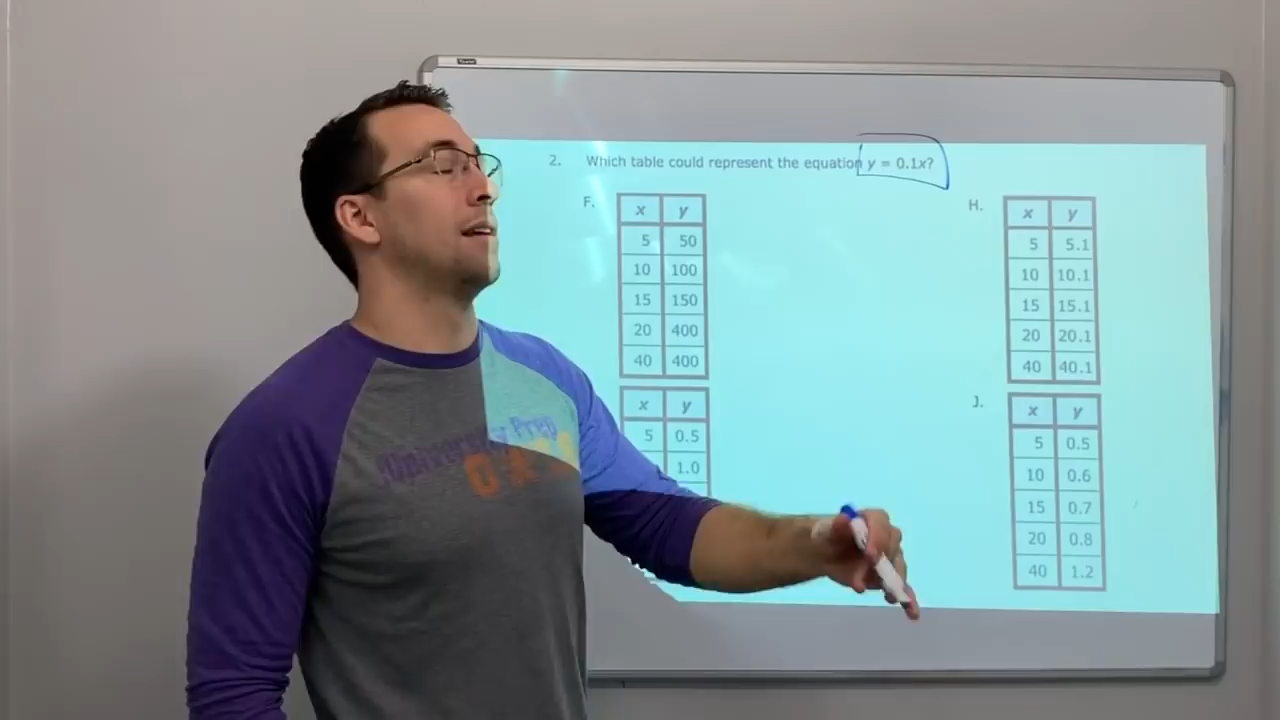 2. Which table could represent the equation y = 0.1x?
F.
x y
5 50
10 100
15 150
20 400
40 400
x y
5 0.5
1.0
H.
x y
5 5.1
10 10.1
15 15.1
20 20.1
40 40.1
J.
x y
5 0.5
10 0.6
15 0.7
20 0.8
40 1.2
University Prep